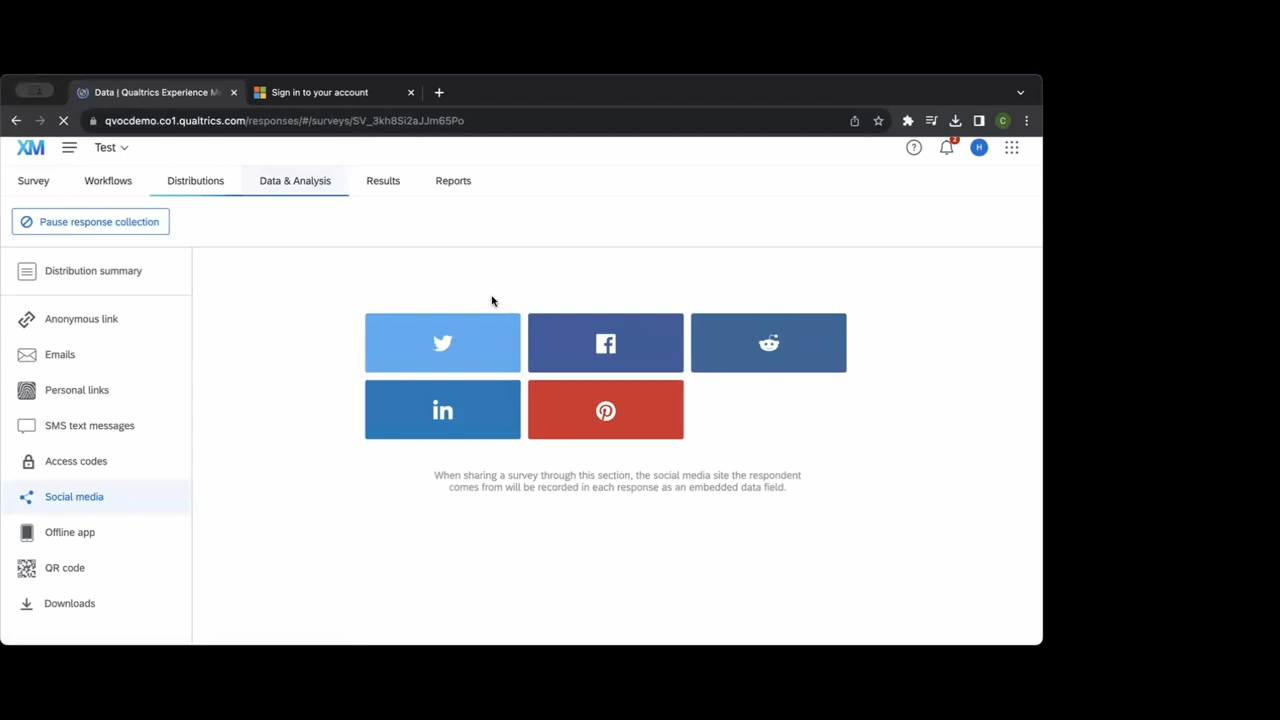 Data | Qualtrics Experience M
Sign in to your account
qvocdemo.co1.qualtrics.com/responses/#/surveys/SV_3kh8Si2aJJm65Po
C
XM
Test
?
2
H
Survey
Workflows
Distributions
Data & Analysis
Results
Reports
Pause response collection
Distribution summary
Anonymous link
Emails
Personal links
SMS text messages
Access codes
Social media
Offline app
QR code
Downloads
in
When sharing a survey through this section, the social media site the respondent
comes from will be recorded in each response as an embedded data field.